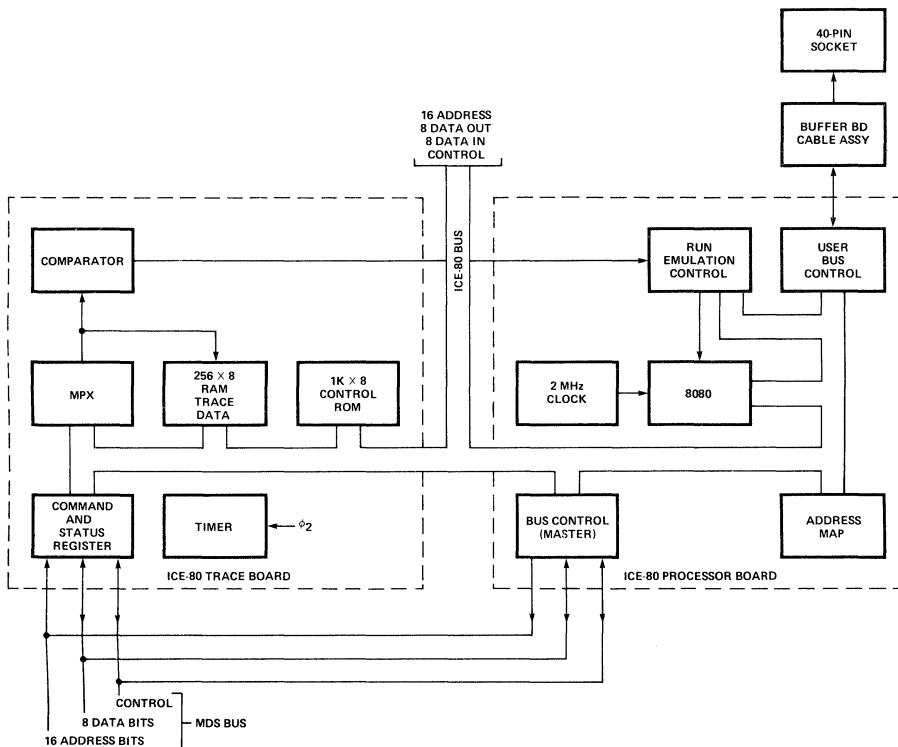 40-PIN
SOCKET
BUFFER BD
CABLE ASSY
16 ADDRESS
8 DATA OUT
8 DATA IN
CONTROL
ICE-80 BUS
COMPARATOR
RUN
EMULATION
CONTROL
USER
BUS
CONTROL
MPX
256 × 8
RAM
TRACE
DATA
1K × 8
CONTROL
ROM
2 MHz
CLOCK
8080
COMMAND
AND
STATUS
REGISTER
TIMER
ϕ2
BUS CONTROL
(MASTER)
ADDRESS
MAP
ICE-80 TRACE BOARD
ICE-80 PROCESSOR BOARD
CONTROL
8 DATA BITS
16 ADDRESS BITS
MDS BUS